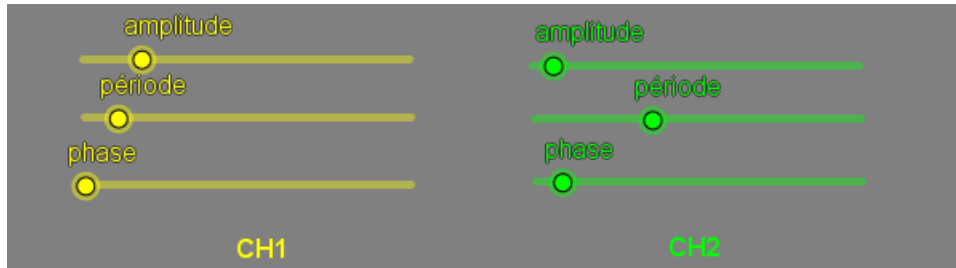 amplitude
période
phase
CH1
amplitude
période
phase
CH2